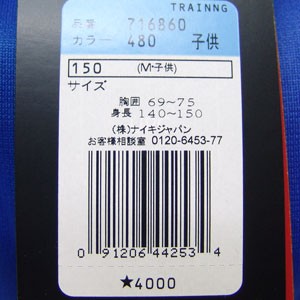 TRAINNG
品番 716860
カラー 480 子供
150 (M・子供)
サイズ
胸囲 69~75
身長 140~150
(株)ナイキジャパン
お客様相談室 0120-6453-77
0 91206 44253 4
★4000